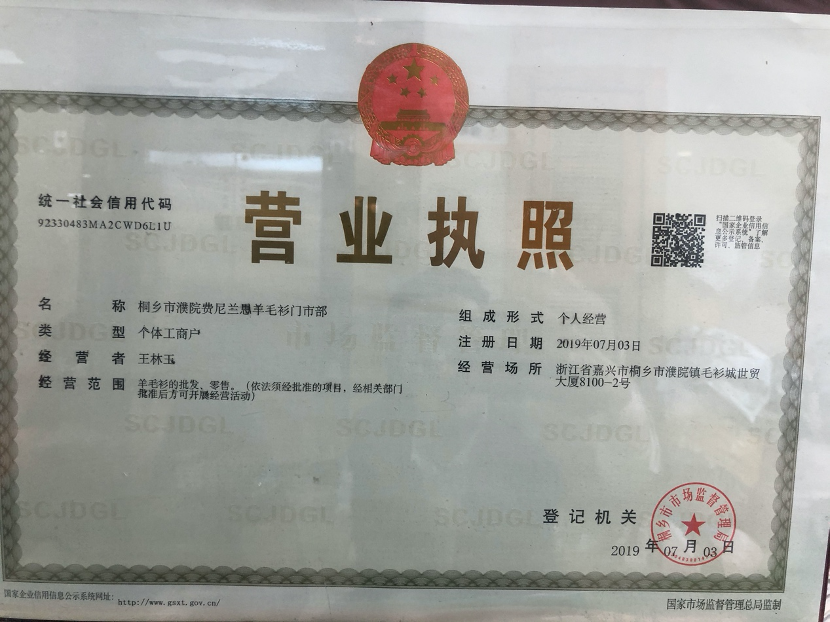 统一社会信用代码
92330483MA2CWD6L1U
营业执照
扫描二维码登录
"国家企业信用信
息公示系统"了解
更多登记、备案、
许可、监管信息
名称 桐乡市濮院费尼兰愚羊毛衫门市部
类型 个体工商户
经营者 王林玉
经营范围 羊毛衫的批发、零售。(依法须经批准的项目,经相关部门
批准后方可开展经营活动)
组成形式 个人经营
注册日期 2019年07月03日
经营场所 浙江省嘉兴市桐乡市濮院镇毛衫城世贸
大厦8100-2号
SCJDGL
市场监督管理
登记机关
桐乡市市场监督管理局
2019 年 07 月 03 日
国家企业信用信息公示系统网址:
http://www.gsxt.gov.cn/
国家市场监督管理总局监制